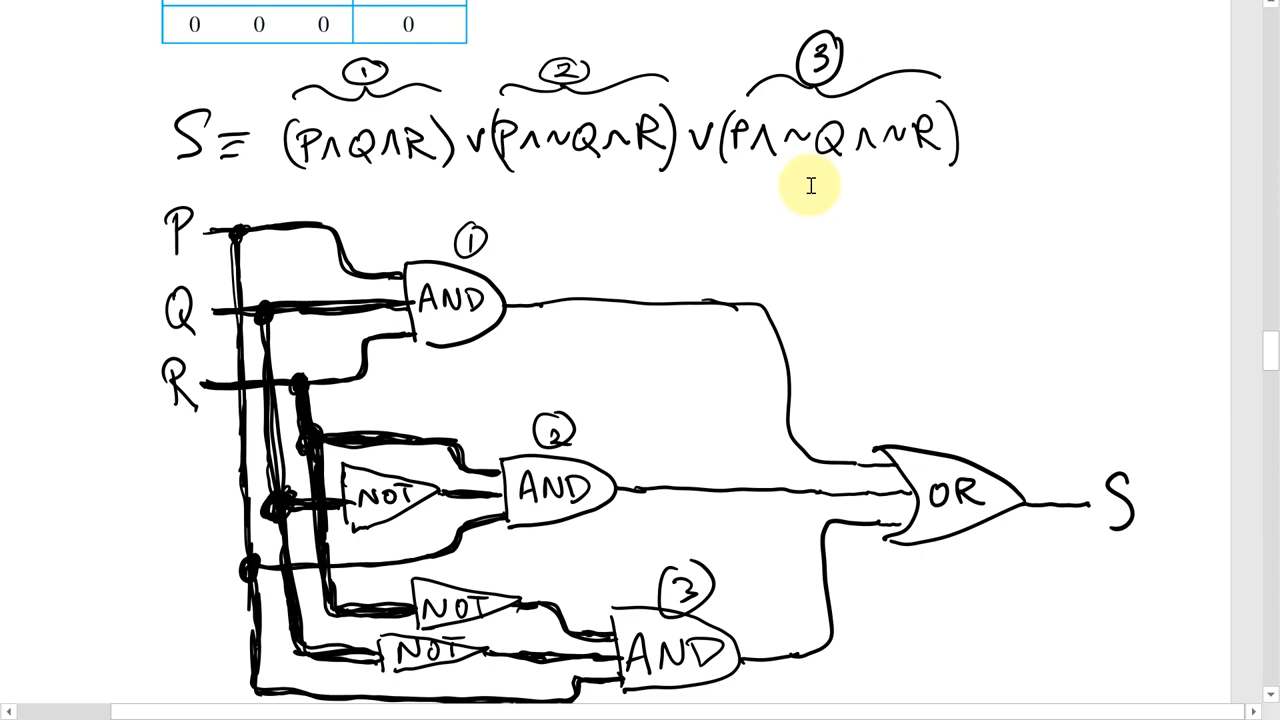 0 0 0 0
① ② ③
S ≡ (P∧Q∧R) ∨ (P∧~Q∧R) ∨ (P∧~Q∧~R)
P
①
AND
Q
R
②
NOT
AND
OR
S
③
NOT
NOT
AND